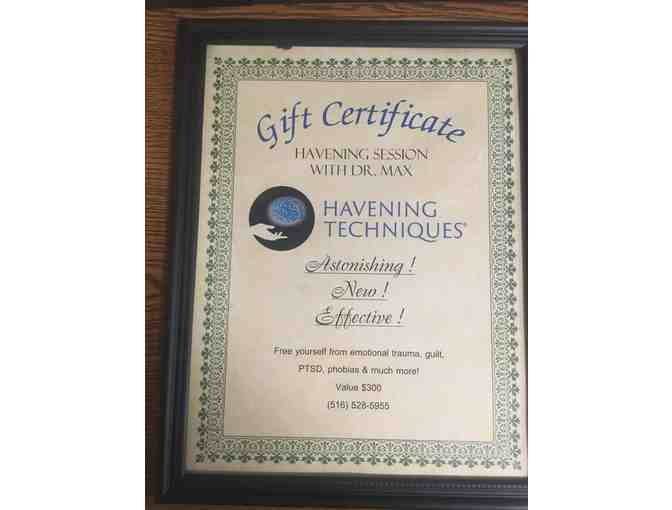 Gift Certificate
HAVENING SESSION
WITH DR. MAX
HAVENING
TECHNIQUES®
Astonishing !
New !
Effective !
Free yourself from emotional trauma, guilt,
PTSD, phobias & much more!
Value $300
(516) 528-5955